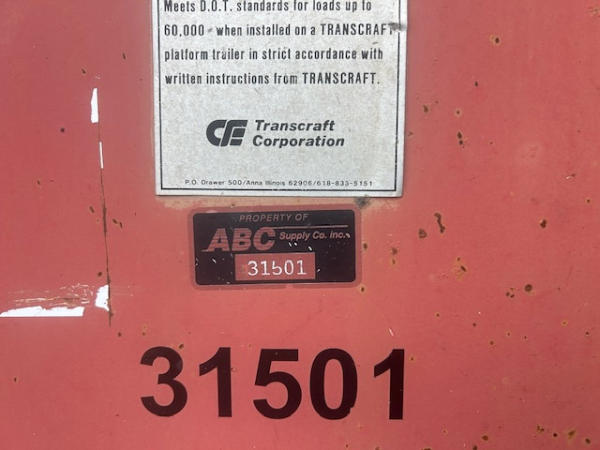 Meets D.O.T. standards for loads up to
60,000 # when installed on a TRANSCRAFT
platform trailer in strict accordance with
written instructions from TRANSCRAFT.
Transcraft
Corporation
P.O. Drawer 500/Anna Illinois 62906/618-833-5151
PROPERTY OF
ABC Supply Co. Inc.
31501
31501